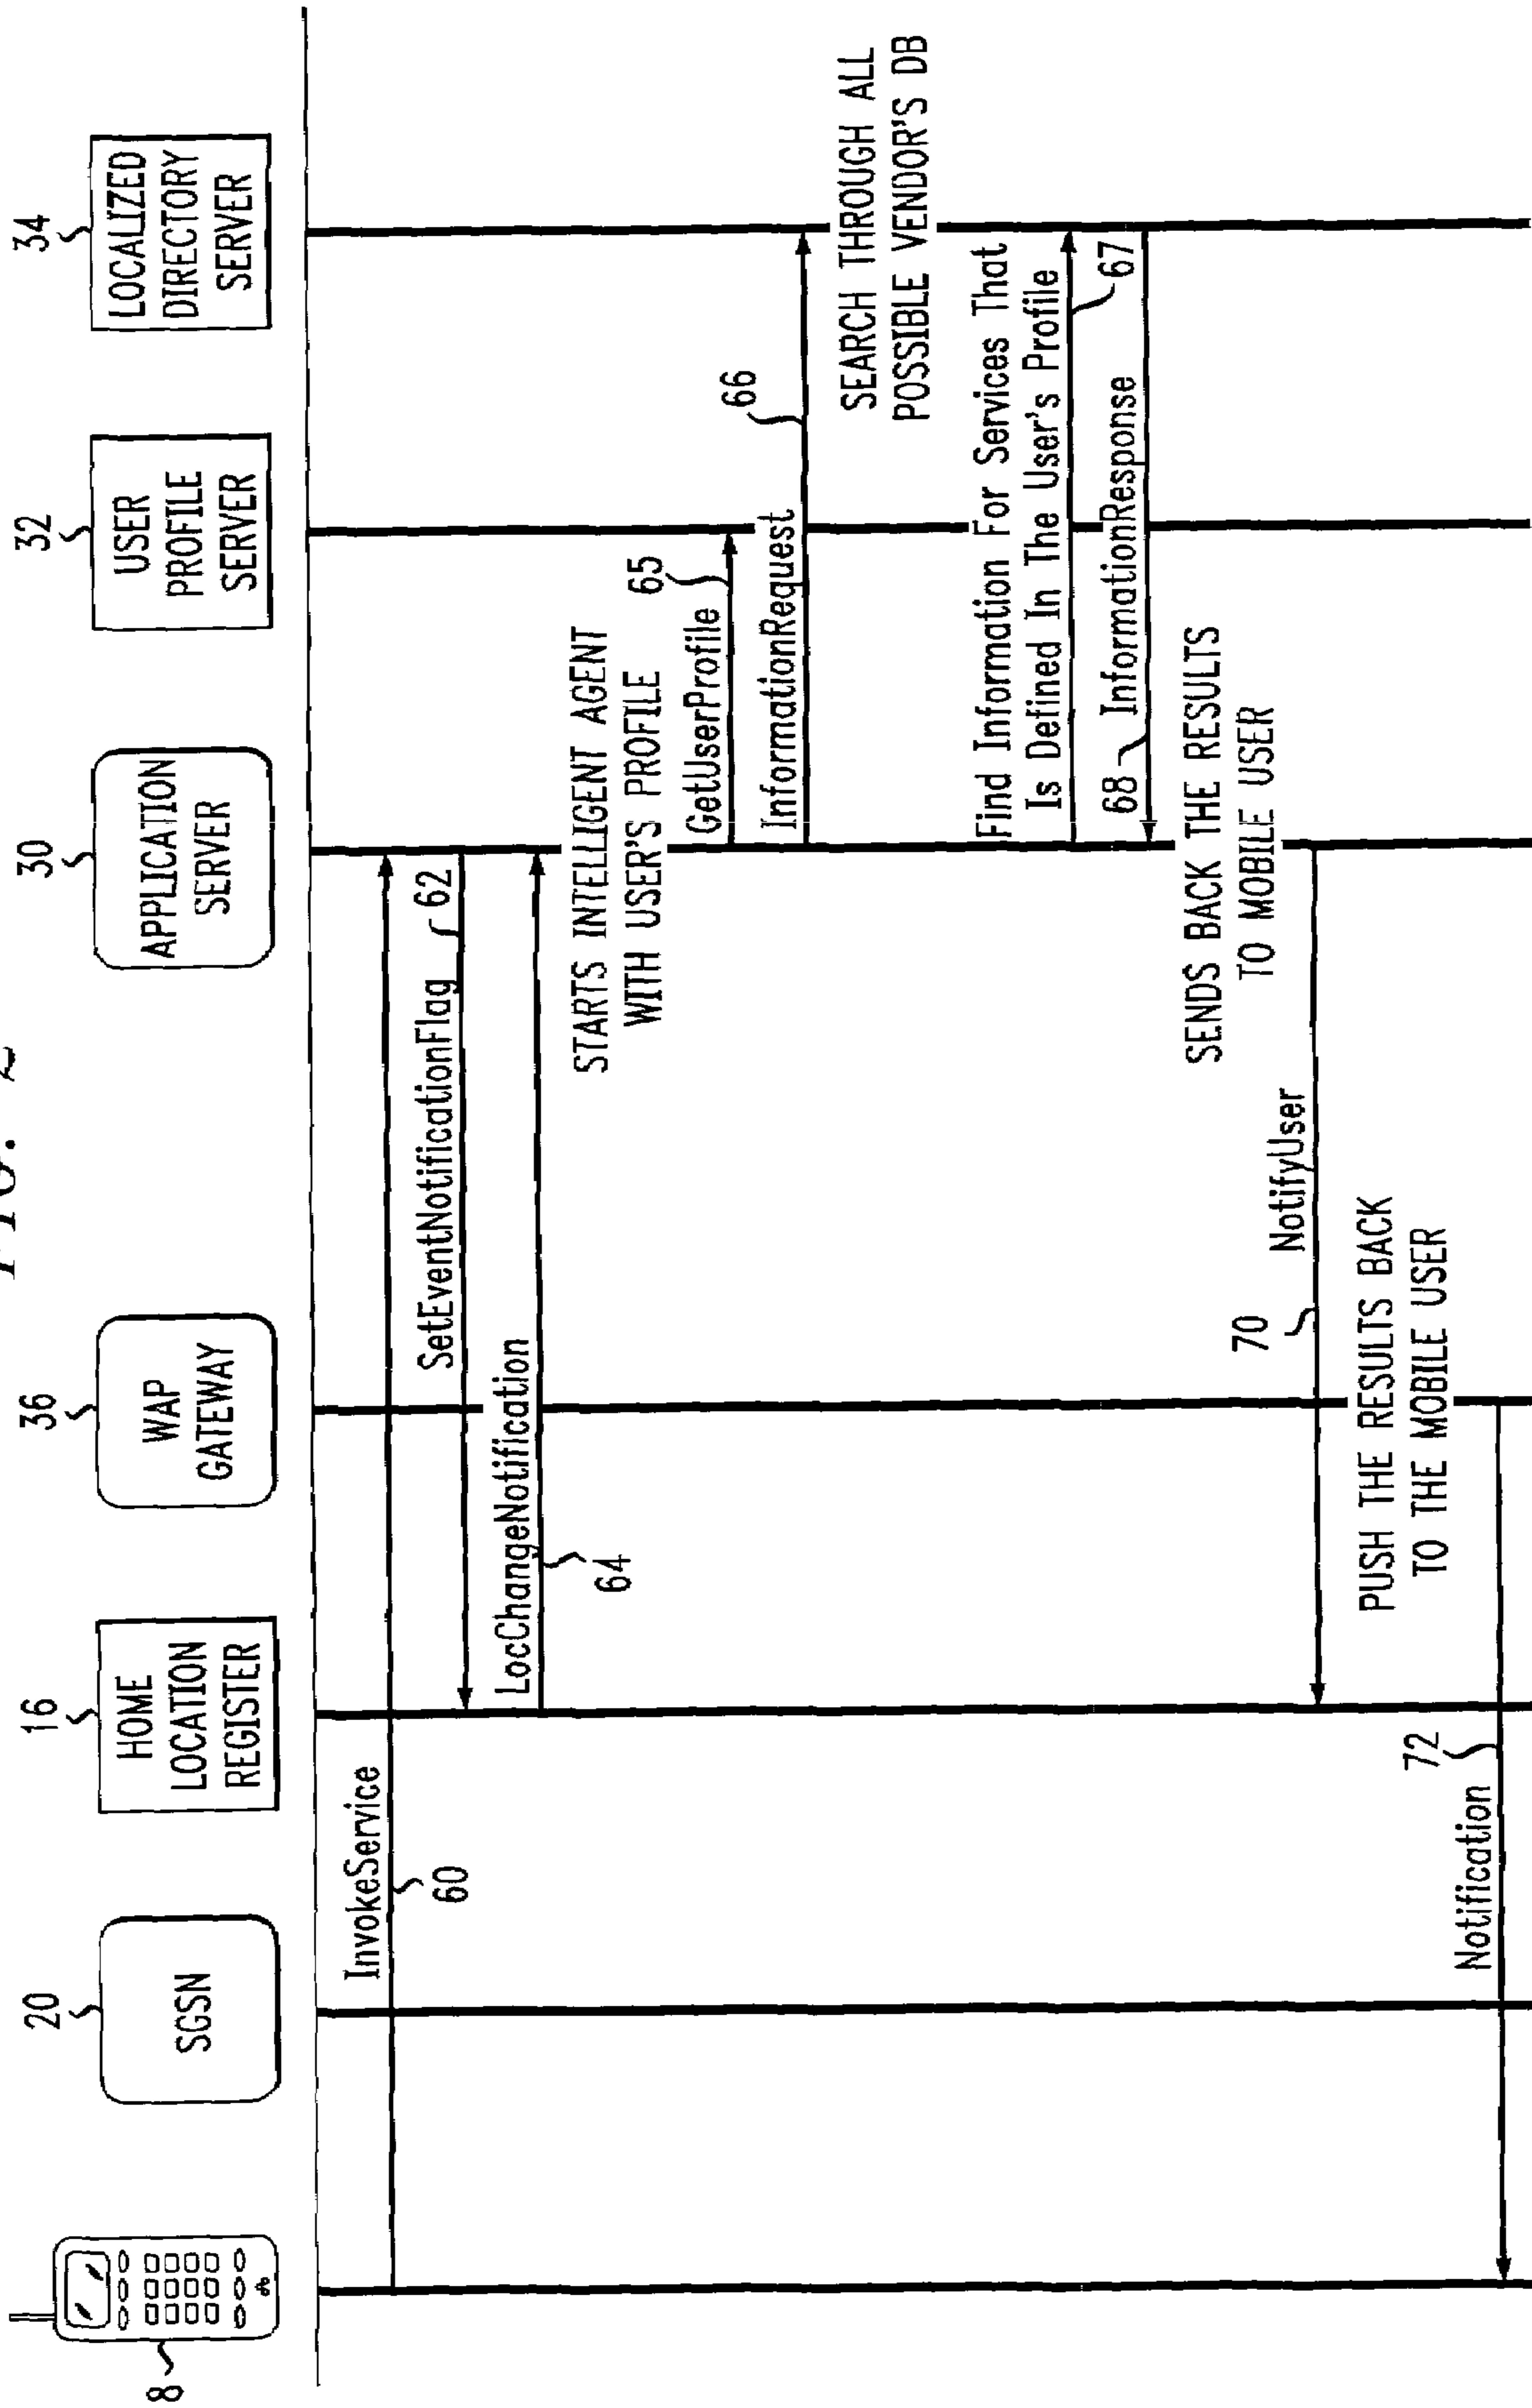 FIG. 2
8
20
SGSN
16
HOME
LOCATION
REGISTER
36
WAP
GATEWAY
30
APPLICATION
SERVER
32
USER
PROFILE
SERVER
34
LOCALIZED
DIRECTORY
SERVER
InvokeService
60
SetEventNotificationFlag
62
LocChangeNotification
64
STARTS INTELLIGENT AGENT
WITH USER'S PROFILE
GetUserProfile
65
InformationRequest
66
SEARCH THROUGH ALL
POSSIBLE VENDOR'S DB
Find Information For Services That
Is Defined In The User's Profile
67
68
InformationResponse
SENDS BACK THE RESULTS
TO MOBILE USER
NotifyUser
70
PUSH THE RESULTS BACK
TO THE MOBILE USER
Notification
72